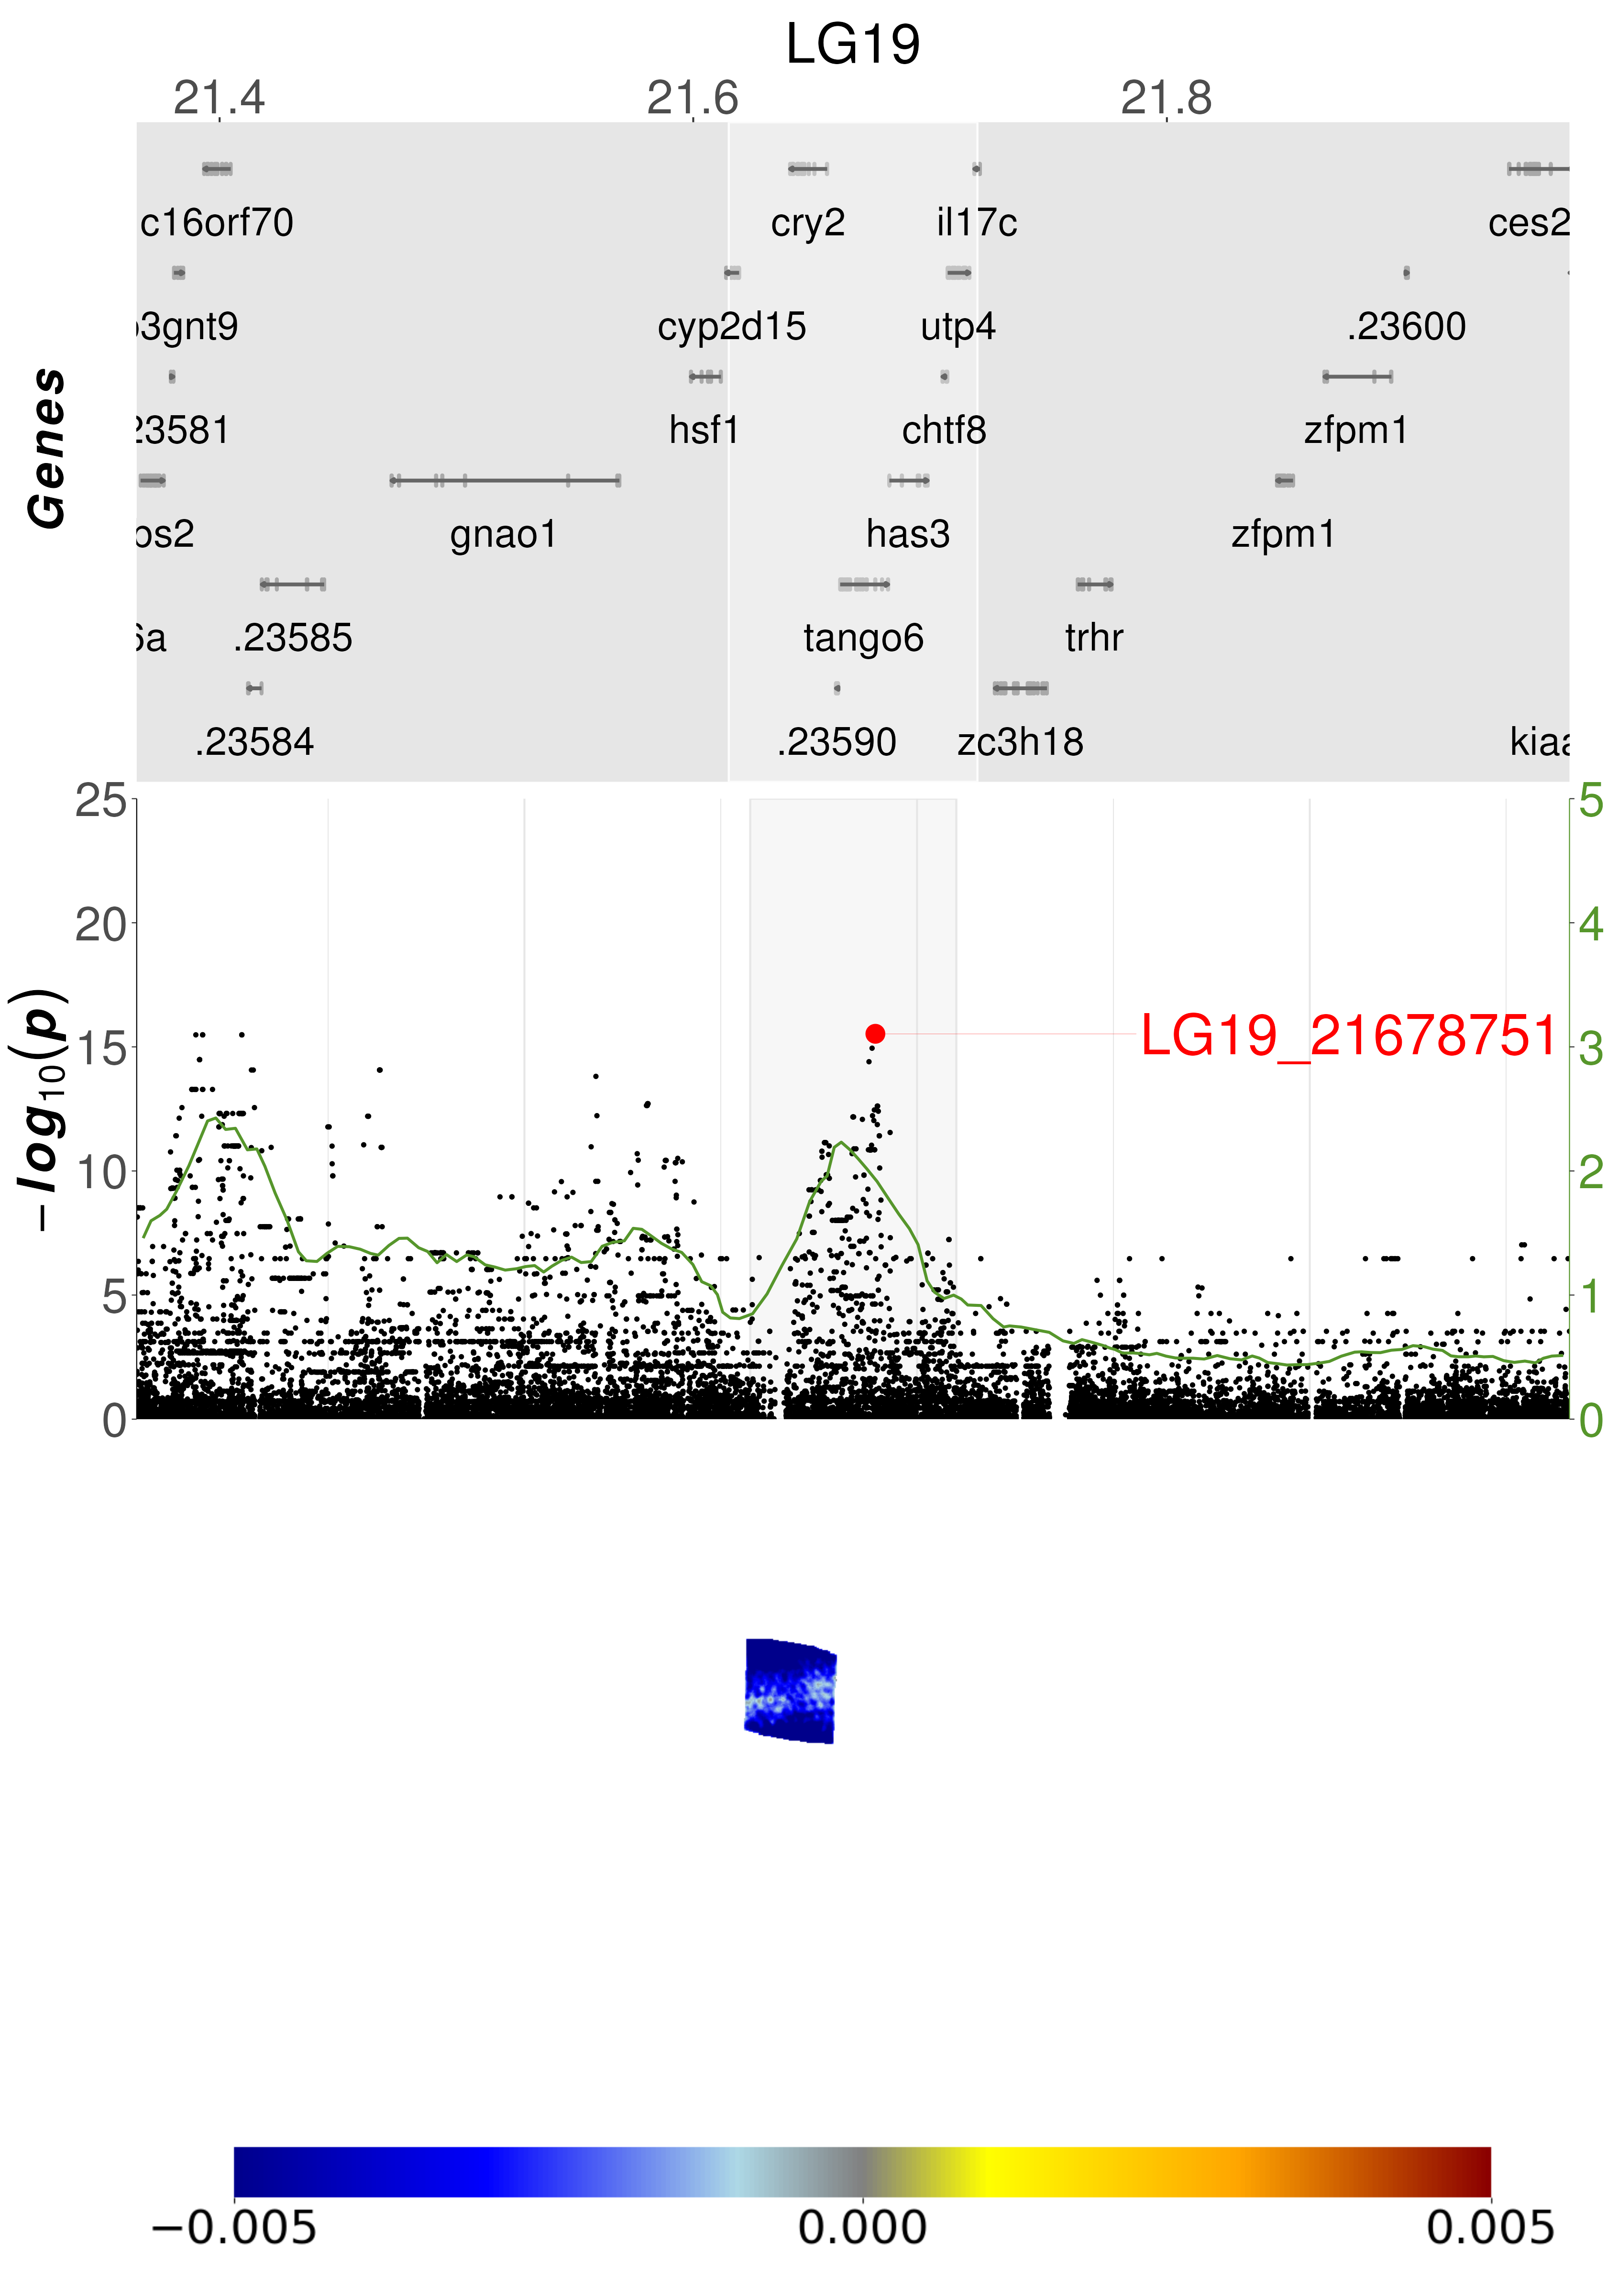 LG19
21.4 21.6 21.8
c16orf70 cry2 il17c ces2
3gnt9 cyp2d15 utp4 .23600
23581 hsf1 chtf8 zfpm1
bs2 gnao1 has3 zfpm1
6a .23585 tango6 trhr
.23584 .23590 zc3h18 kiaa
Genes
25 5
20 4
15 3
10 2
5 1
0 0
−log10(p)
LG19_21678751
−0.005 0.000 0.005